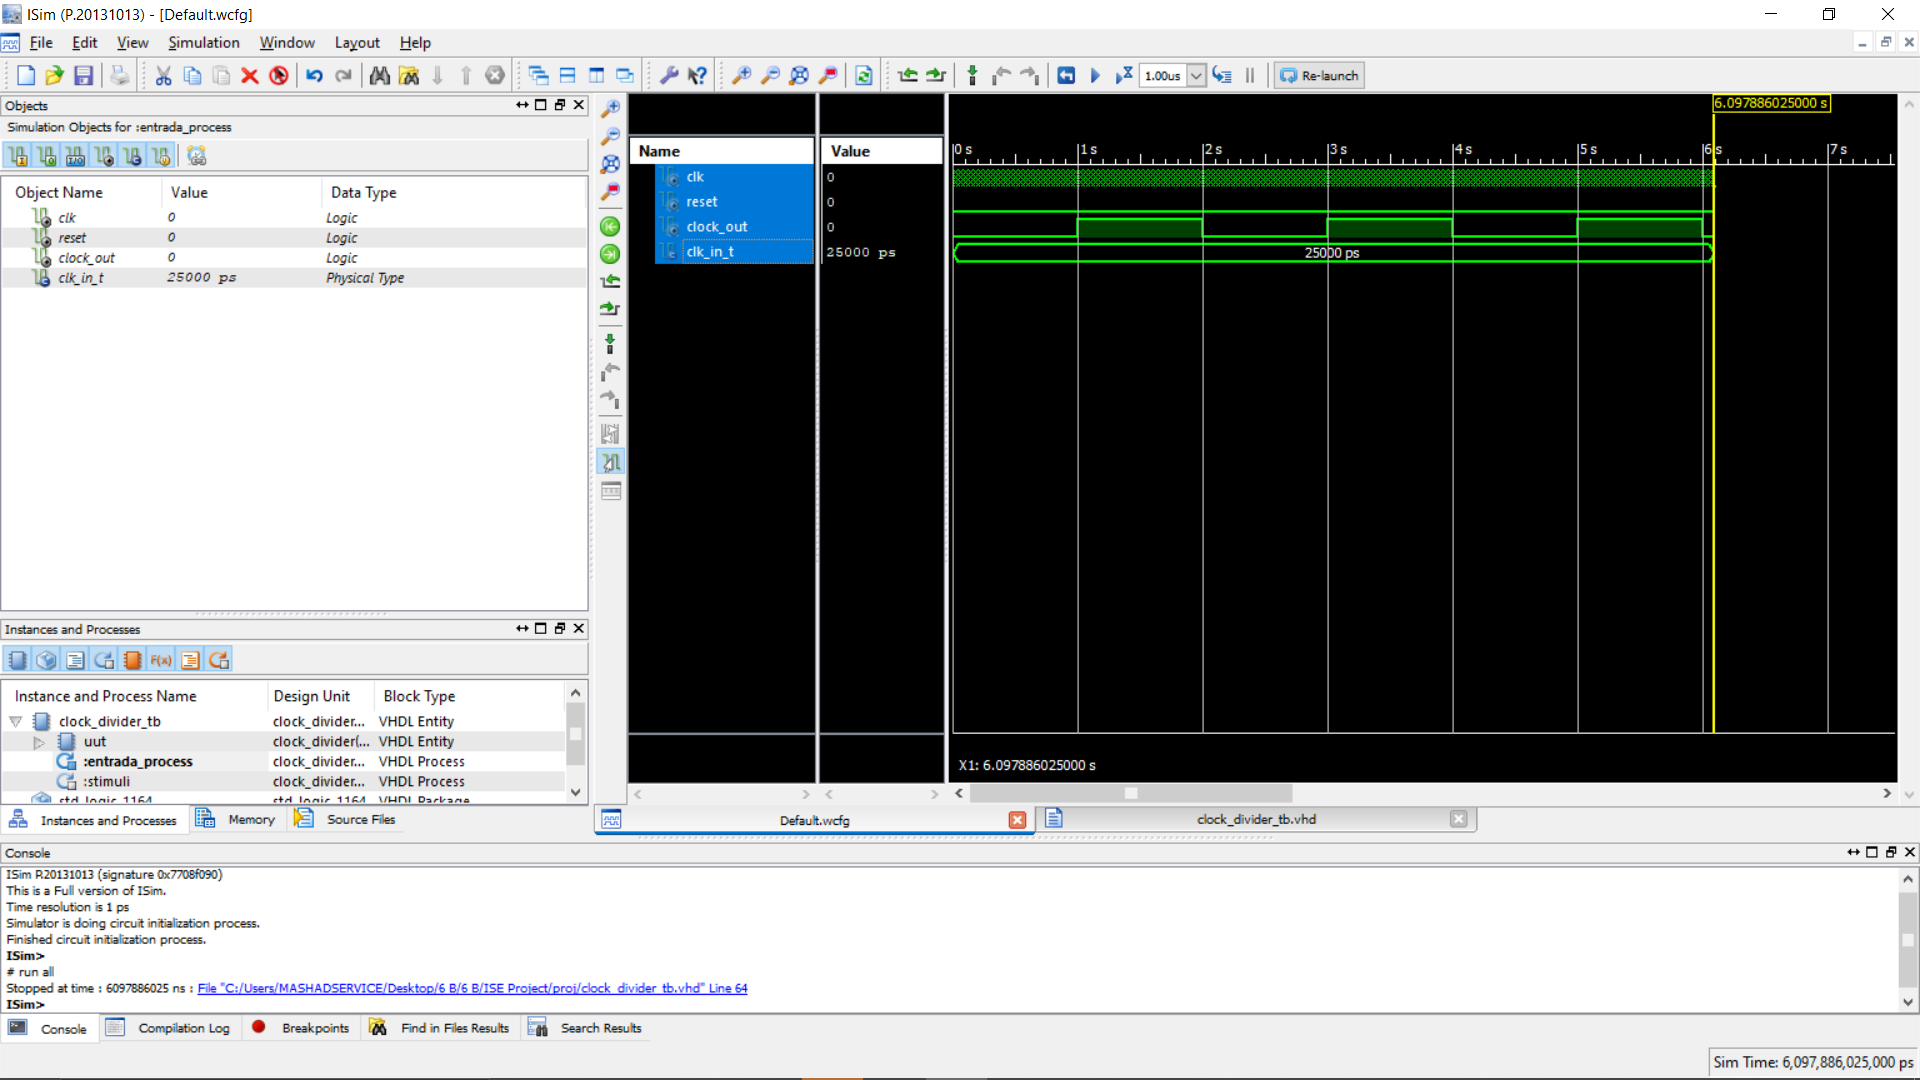 ISim (P.20131013) - [Default.wcfg]
File Edit View Simulation Window Layout Help
1.00us Re-launch
Objects
Simulation Objects for :entrada_process
Object Name Value Data Type
clk 0 Logic
reset 0 Logic
clock_out 0 Logic
clk_in_t 25000 ps Physical Type
Instances and Processes
F(x)
Instance and Process Name Design Unit Block Type
clock_divider_tb clock_divider... VHDL Entity
uut clock_divider(... VHDL Entity
:entrada_process clock_divider... VHDL Process
:stimuli clock_divider... VHDL Process
std_logic_1164 std_logic_1164 VHDL Package
Instances and Processes Memory Source Files
Name Value
clk 0
reset 0
clock_out 0
clk_in_t 25000 ps
6.097886025000 s
0 s 1 s 2 s 3 s 4 s 5 s 6 s 7 s
25000 ps
X1: 6.097886025000 s
Default.wcfg clock_divider_tb.vhd
Console
ISim P.20131013 (signature 0x7708f090)
This is a Full version of ISim.
Time resolution is 1 ps
Simulator is doing circuit initialization process.
Finished circuit initialization process.
ISim>
# run all
Stopped at time : 6097886025 ns : File "C:/Users/MASHADSERVICE/Desktop/6 B/6 B/ISE Project/proj/clock_divider_tb.vhd" Line 64
ISim>
Console Compilation Log Breakpoints Find in Files Results Search Results
Sim Time: 6,097,886,025,000 ps